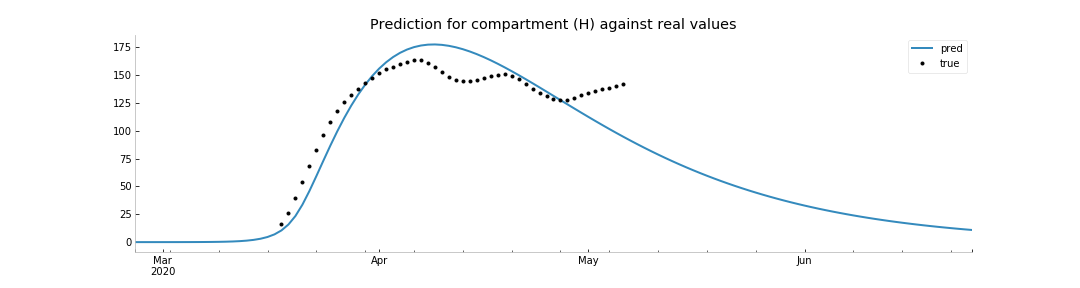 Prediction for compartment (H) against real values
175
150
125
100
75
50
25
0
pred
true
Mar
2020
Apr
May
Jun